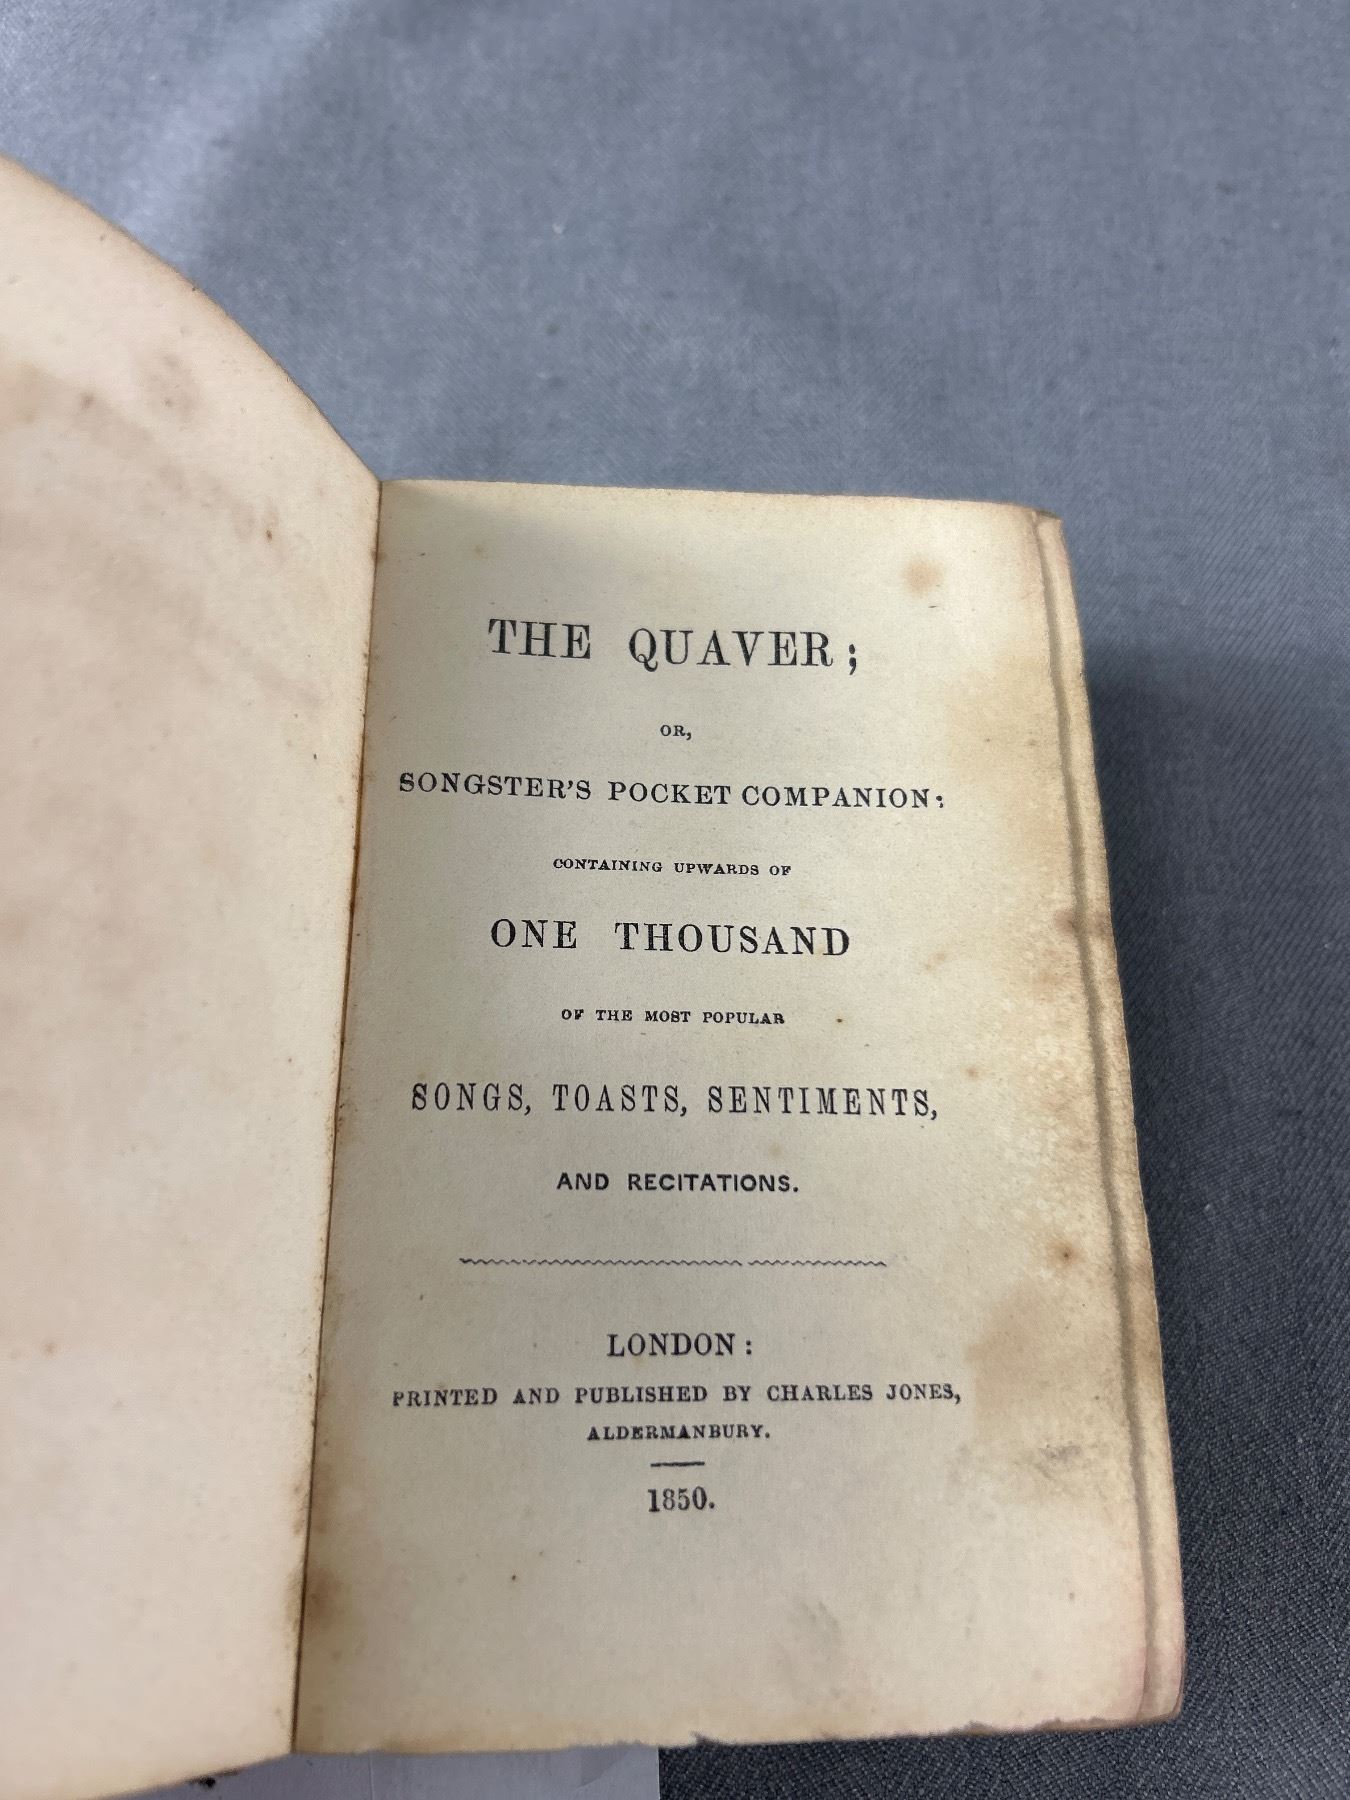 THE QUAVER;
OR,
SONGSTER'S POCKET COMPANION:
CONTAINING UPWARDS OF
ONE THOUSAND
OF THE MOST POPULAR
SONGS, TOASTS, SENTIMENTS,
AND RECITATIONS.
LONDON:
PRINTED AND PUBLISHED BY CHARLES JONES,
ALDERMANBURY.
1850.